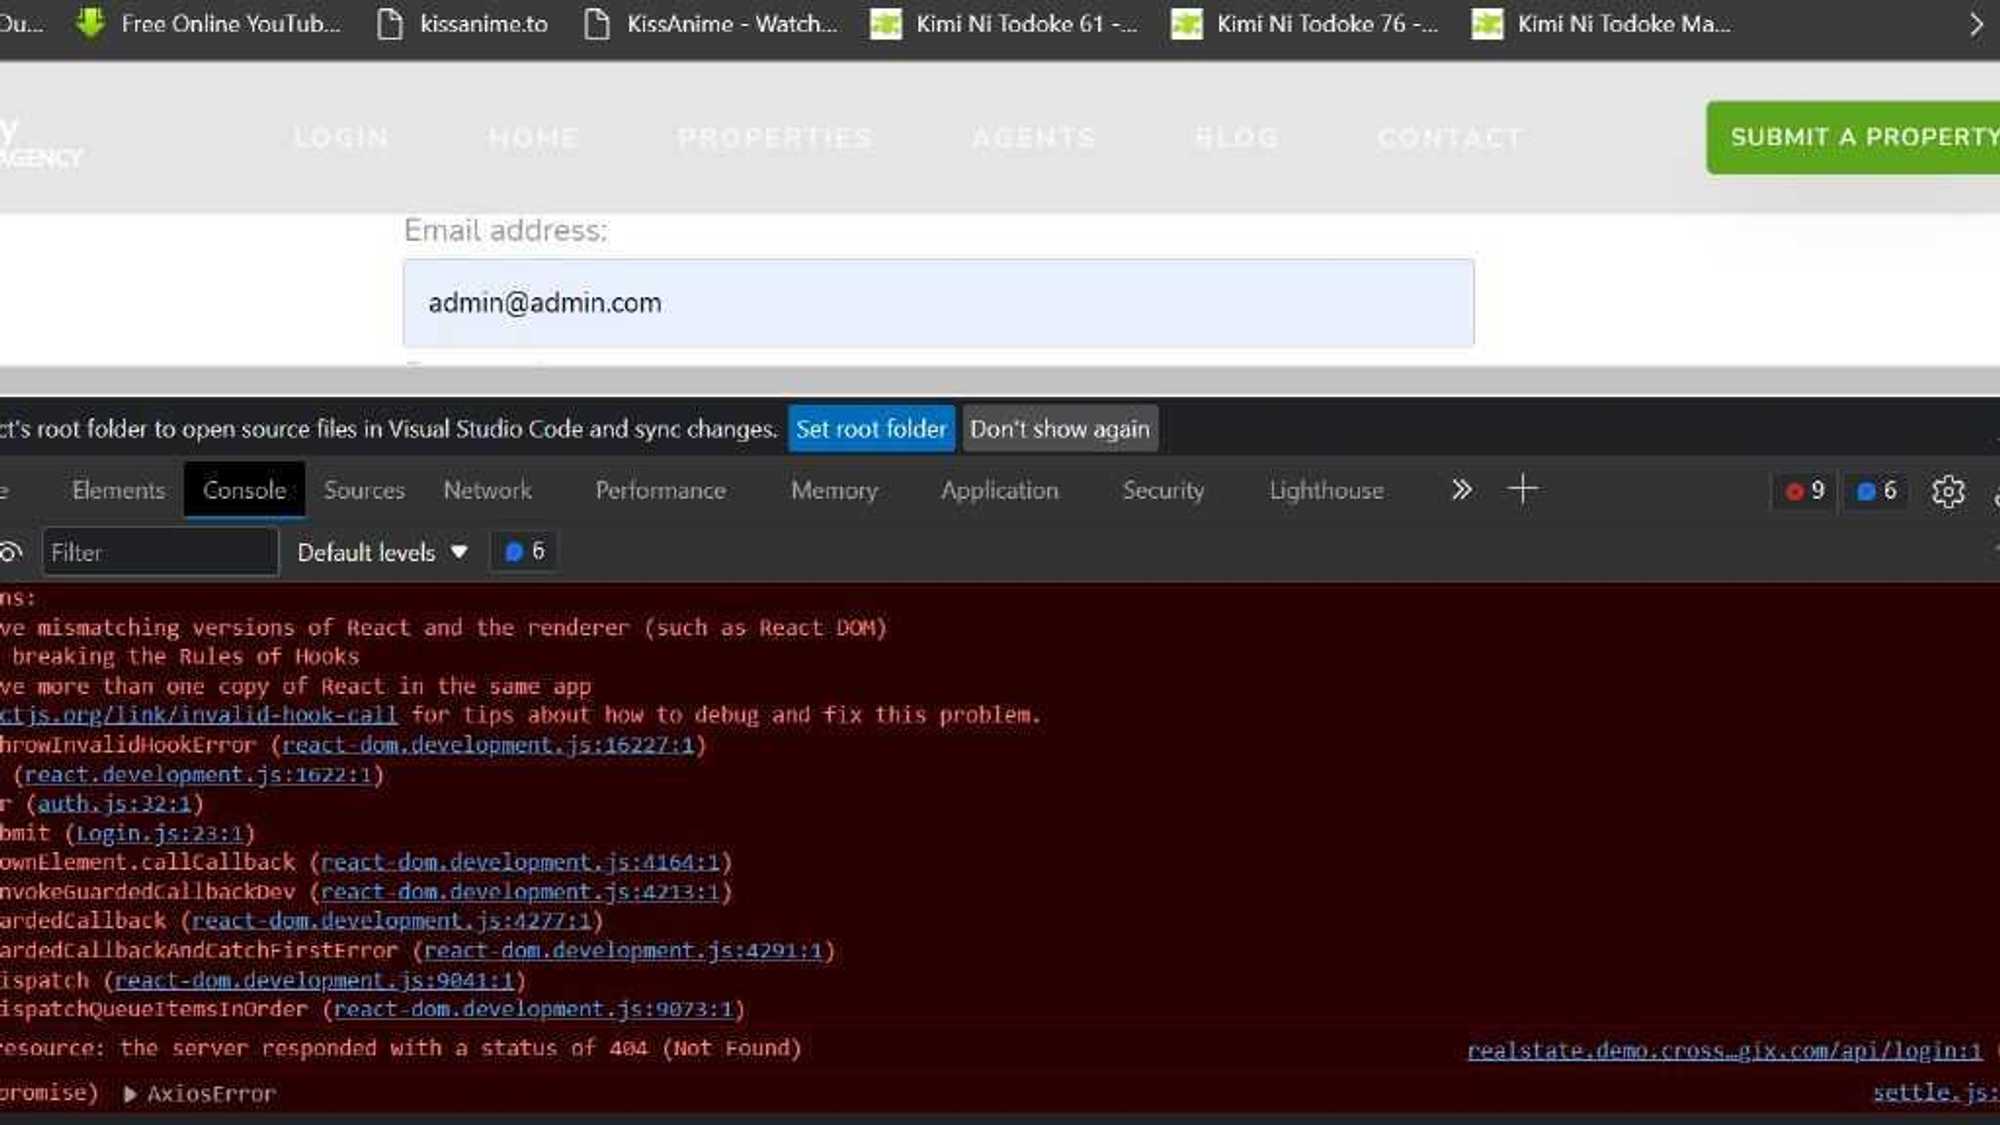 Du... Free Online YouTub... kissanime.to KissAnime - Watch... Kimi Ni Todoke 61 -... Kimi Ni Todoke 76 -... Kimi Ni Todoke Ma...
y
AGENCY
LOGIN HOME PROPERTIES AGENTS BLOG CONTACT SUBMIT A PROPERTY
Email address:
admin@admin.com
ct's root folder to open source files in Visual Studio Code and sync changes. Set root folder Don't show again
e Elements Console Sources Network Performance Memory Application Security Lighthouse 9 6
Filter Default levels 6
ns:
ve mismatching versions of React and the renderer (such as React DOM)
breaking the Rules of Hooks
ve more than one copy of React in the same app
ctjs.org/link/invalid-hook-call for tips about how to debug and fix this problem.
hrowInvalidHookError (react-dom.development.js:16227:1)
(react.development.js:1622:1)
r (auth.js:32:1)
bmit (Login.js:23:1)
ownElement.callCallback (react-dom.development.js:4164:1)
nvokeGuardedCallbackDev (react-dom.development.js:4213:1)
ardedCallback (react-dom.development.js:4277:1)
ardedCallbackAndCatchFirstError (react-dom.development.js:4291:1)
ispatch (react-dom.development.js:9041:1)
ispatchQueueItemsInOrder (react-dom.development.js:9073:1)
resource: the server responded with a status of 404 (Not Found) realstate.demo.cross…gix.com/api/login:1
promise) AxiosError settle.js: